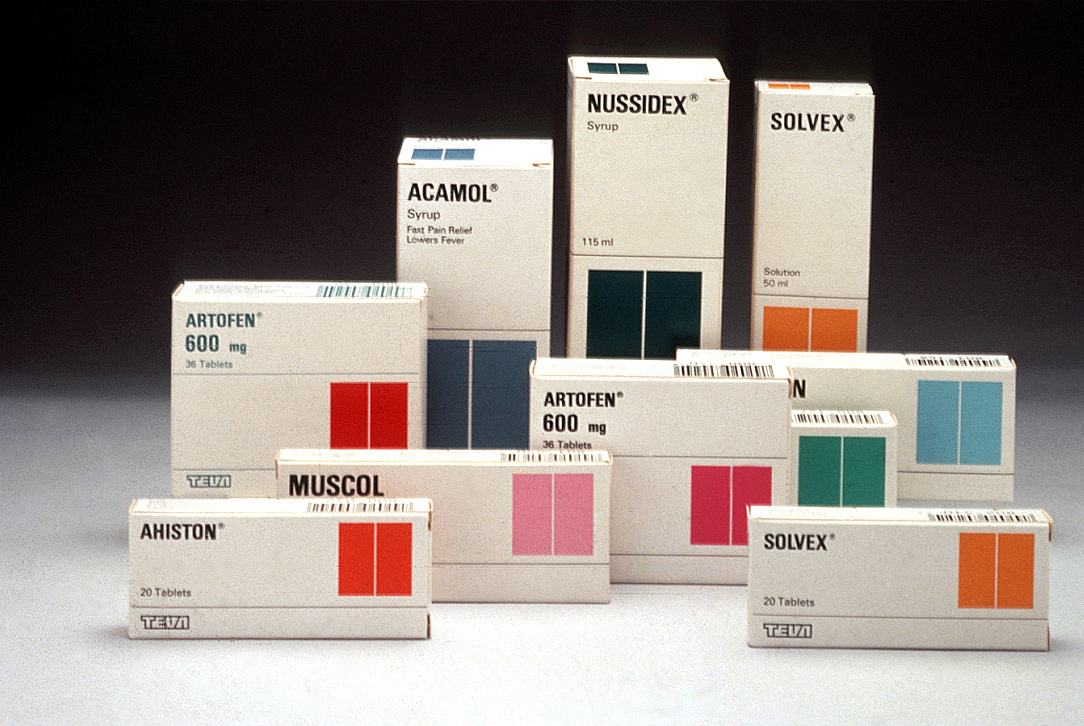 NUSSIDEX®
Syrup
115 ml
SOLVEX®
Solution
50 ml
ACAMOL®
Syrup
Fast Pain Relief
Lowers Fever
ARTOFEN®
600 mg
36 Tablets
TEVA
ARTOFEN®
600 mg
36 Tablets
N
MUSCOL
AHISTON®
20 Tablets
TEVA
SOLVEX®
20 Tablets
TEVA